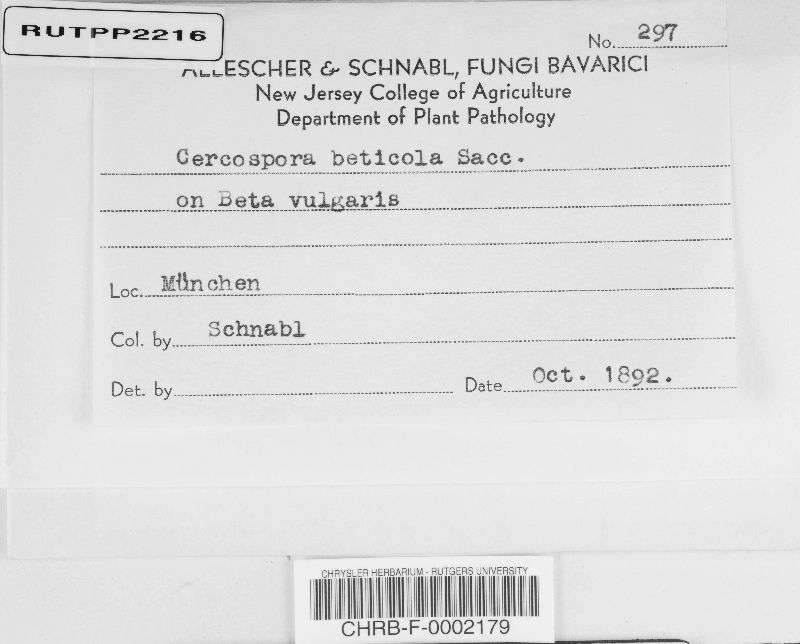 RUTPP2216
No. 297
ALLESCHER & SCHNABL, FUNGI BAVARICI
New Jersey College of Agriculture
Department of Plant Pathology
Cercospora beticola Sacc.
on Beta vulgaris
Loc. München
Col. by Schnabl
Det. by Date Oct. 1892.
CHRYSLER HERBARIUM - RUTGERS UNIVERSITY
CHRB-F-0002179